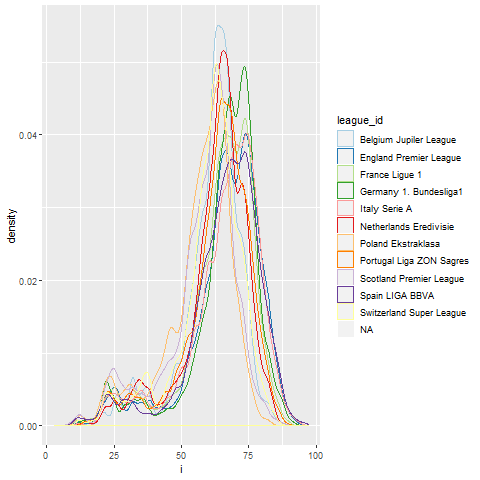 0.04
0.02
0.00
density
0
25
50
75
100
i
league_id
Belgium Jupiler League
England Premier League
France Ligue 1
Germany 1. Bundesliga1
Italy Serie A
Netherlands Eredivisie
Poland Ekstraklasa
Portugal Liga ZON Sagres
Scotland Premier League
Spain LIGA BBVA
Switzerland Super League
NA